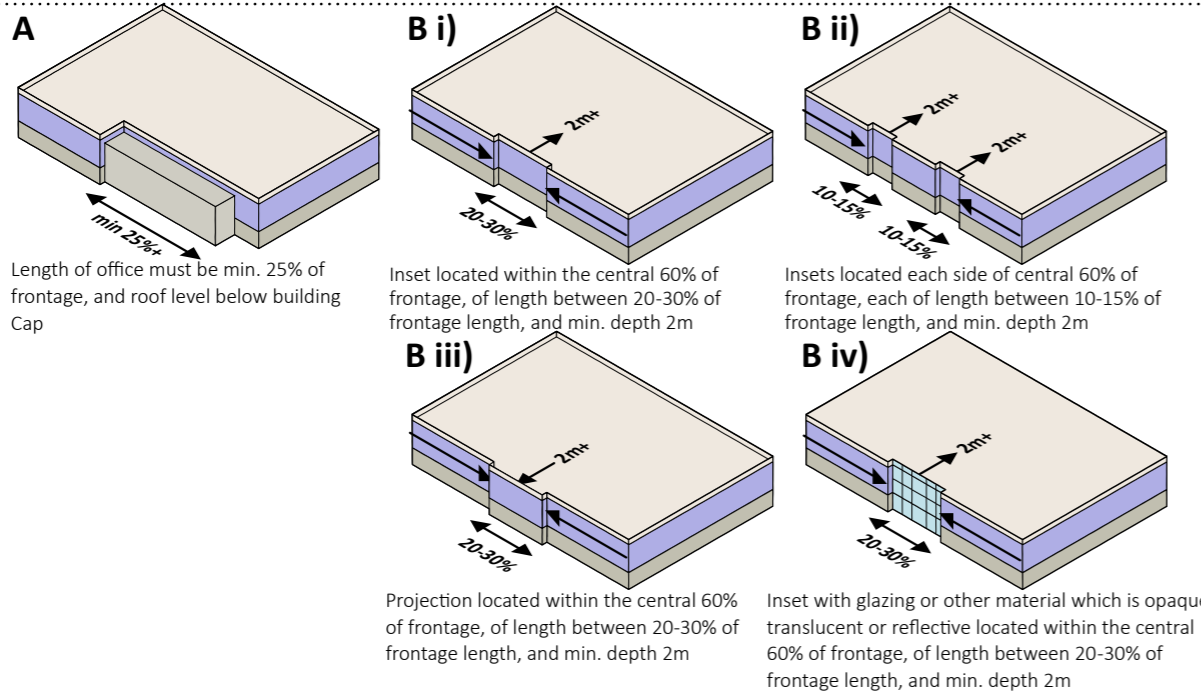 A
min 25%+
Length of office must be min. 25% of
frontage, and roof level below building
Cap
B i)
2m+
20-30%
Inset located within the central 60% of
frontage, of length between 20-30% of
frontage length, and min. depth 2m
B ii)
2m+
2m+
10-15%
10-15%
Insets located each side of central 60% of
frontage, each of length between 10-15% of
frontage length, and min. depth 2m
B iii)
2m+
20-30%
Projection located within the central 60%
of frontage, of length between 20-30% of
frontage length, and min. depth 2m
B iv)
2m+
20-30%
Inset with glazing or other material which is opaque
translucent or reflective located within the central
60% of frontage, of length between 20-30% of
frontage length, and min. depth 2m